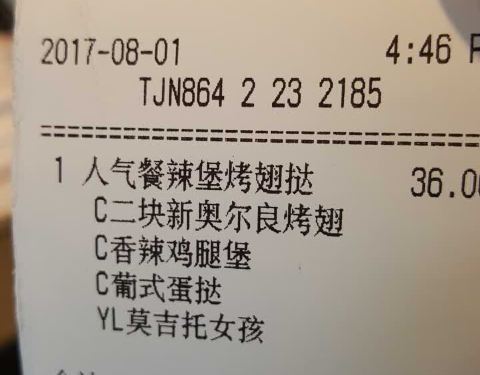 2017-08-01 4:46
TJN864 2 23 2185
1 人气餐辣堡烤翅挞 36.0
C二块新奥尔良烤翅
C香辣鸡腿堡
C葡式蛋挞
YL莫吉托女孩